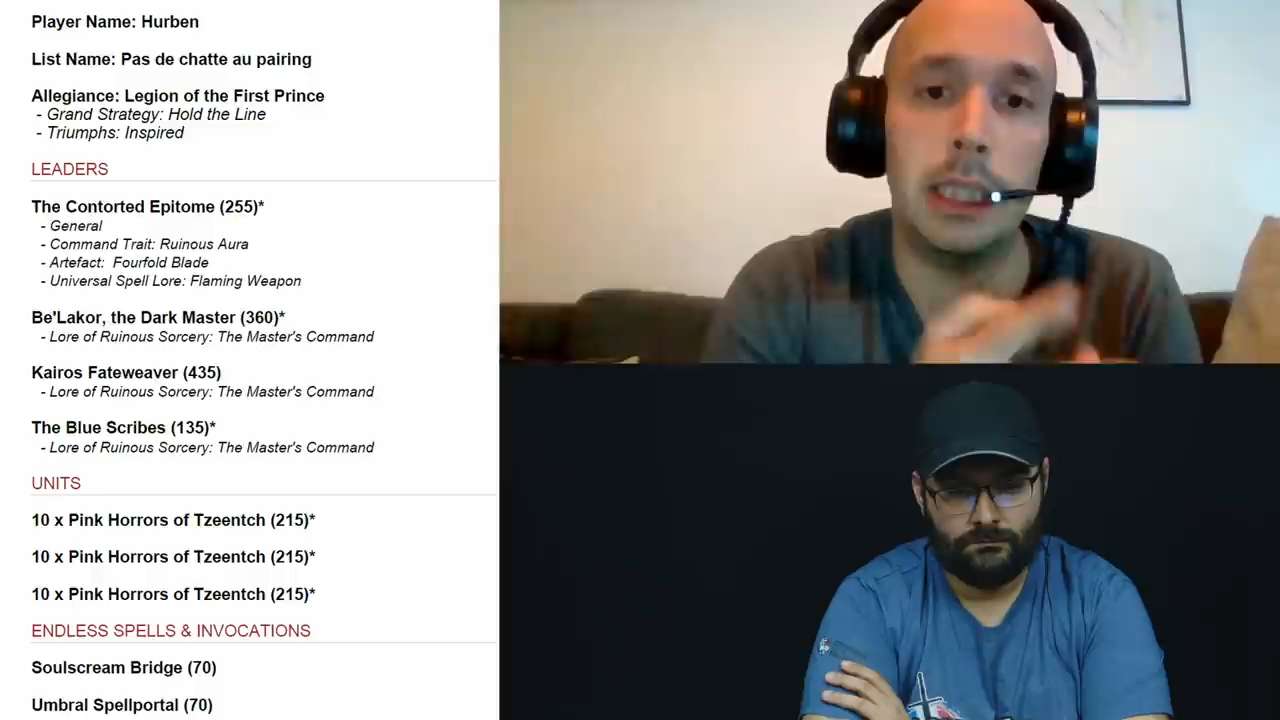 Player Name: Hurben
List Name: Pas de chatte au pairing
Allegiance: Legion of the First Prince
- Grand Strategy: Hold the Line
- Triumphs: Inspired
LEADERS
The Contorted Epitome (255)*
- General
- Command Trait: Ruinous Aura
- Artefact: Fourfold Blade
- Universal Spell Lore: Flaming Weapon
Be'Lakor, the Dark Master (360)*
- Lore of Ruinous Sorcery: The Master's Command
Kairos Fateweaver (435)
- Lore of Ruinous Sorcery: The Master's Command
The Blue Scribes (135)*
- Lore of Ruinous Sorcery: The Master's Command
UNITS
10 x Pink Horrors of Tzeentch (215)*
10 x Pink Horrors of Tzeentch (215)*
10 x Pink Horrors of Tzeentch (215)*
ENDLESS SPELLS & INVOCATIONS
Soulscream Bridge (70)
Umbral Spellportal (70)